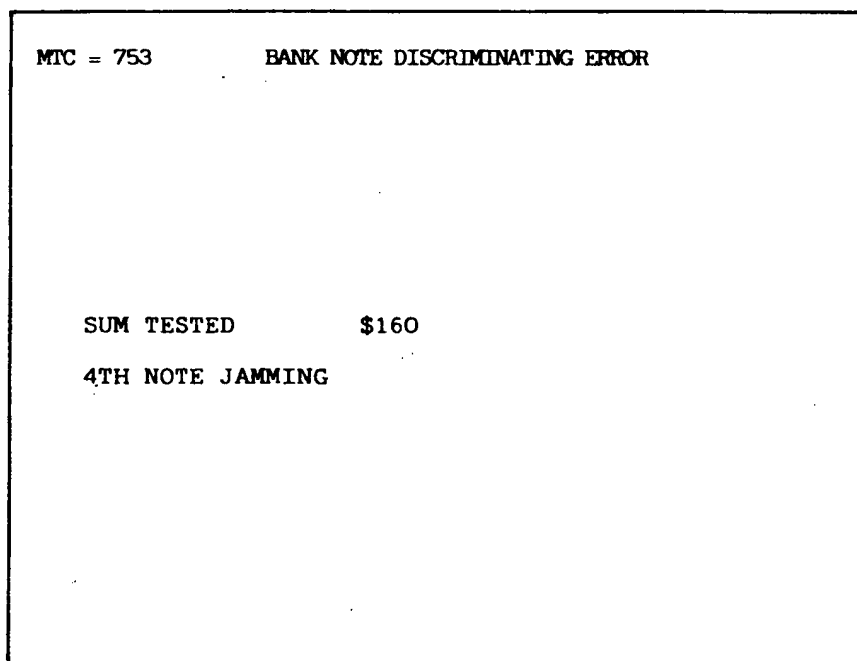 MTC = 753 BANK NOTE DISCRIMINATING ERROR
SUM TESTED $160
4TH NOTE JAMMING